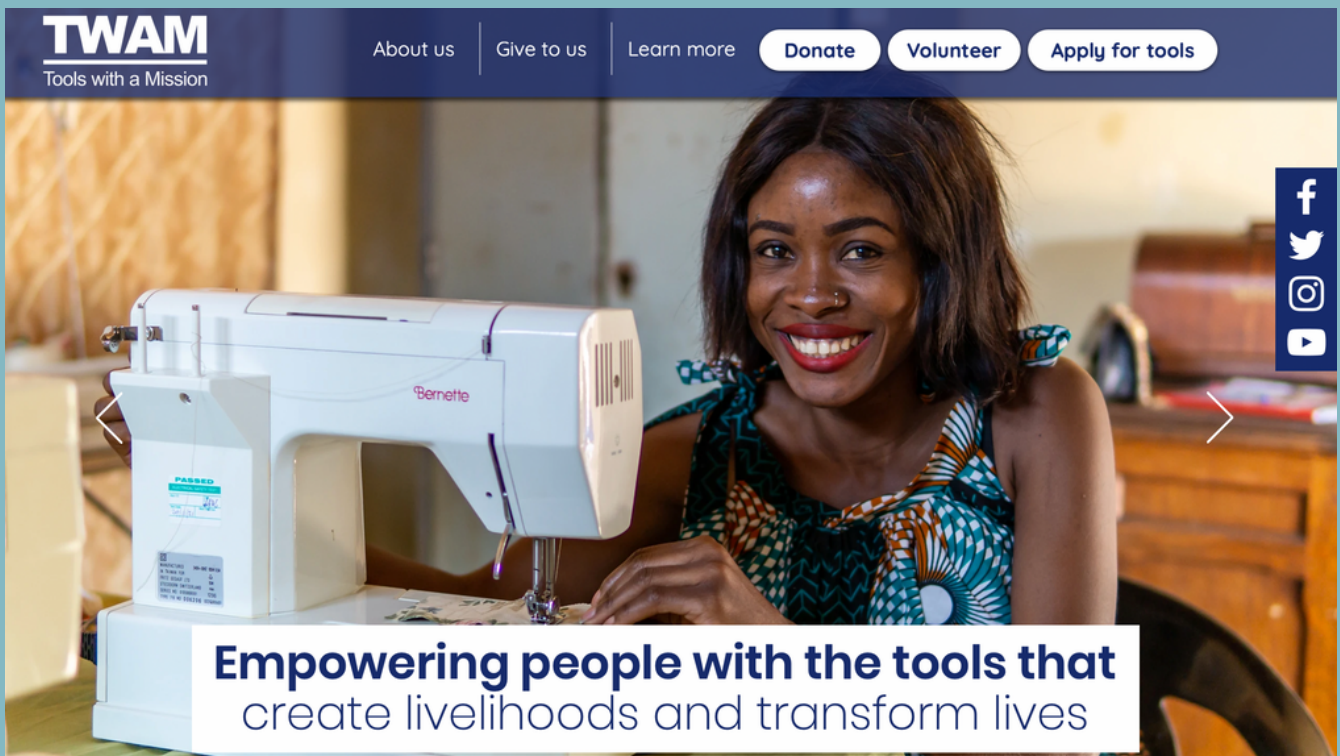 TWAM
Tools with a Mission
About us
Give to us
Learn more
Donate
Volunteer
Apply for tools
Bernette
PASSED
Empowering people with the tools that
create livelihoods and transform lives